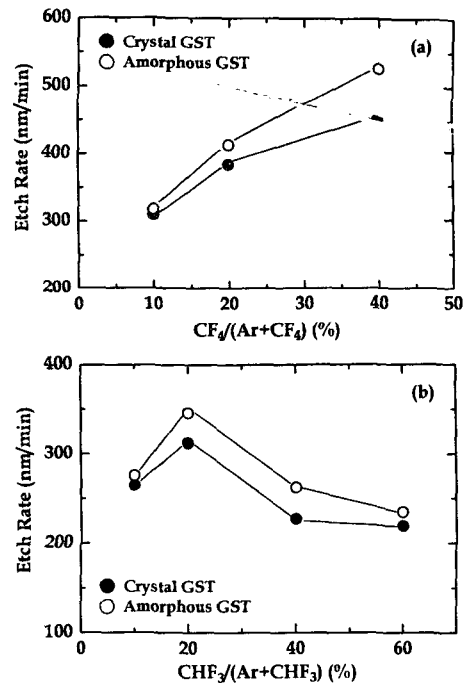 600
(a)
Crystal GST
Amorphous GST
500
400
300
200
Etch Rate (nm/min)
0 10 20 30 40 50
CF4/(Ar+CF4) (%)
400
(b)
300
200
100
Etch Rate (nm/min)
Crystal GST
Amorphous GST
0 20 40 60
CHF3/(Ar+CHF3) (%)